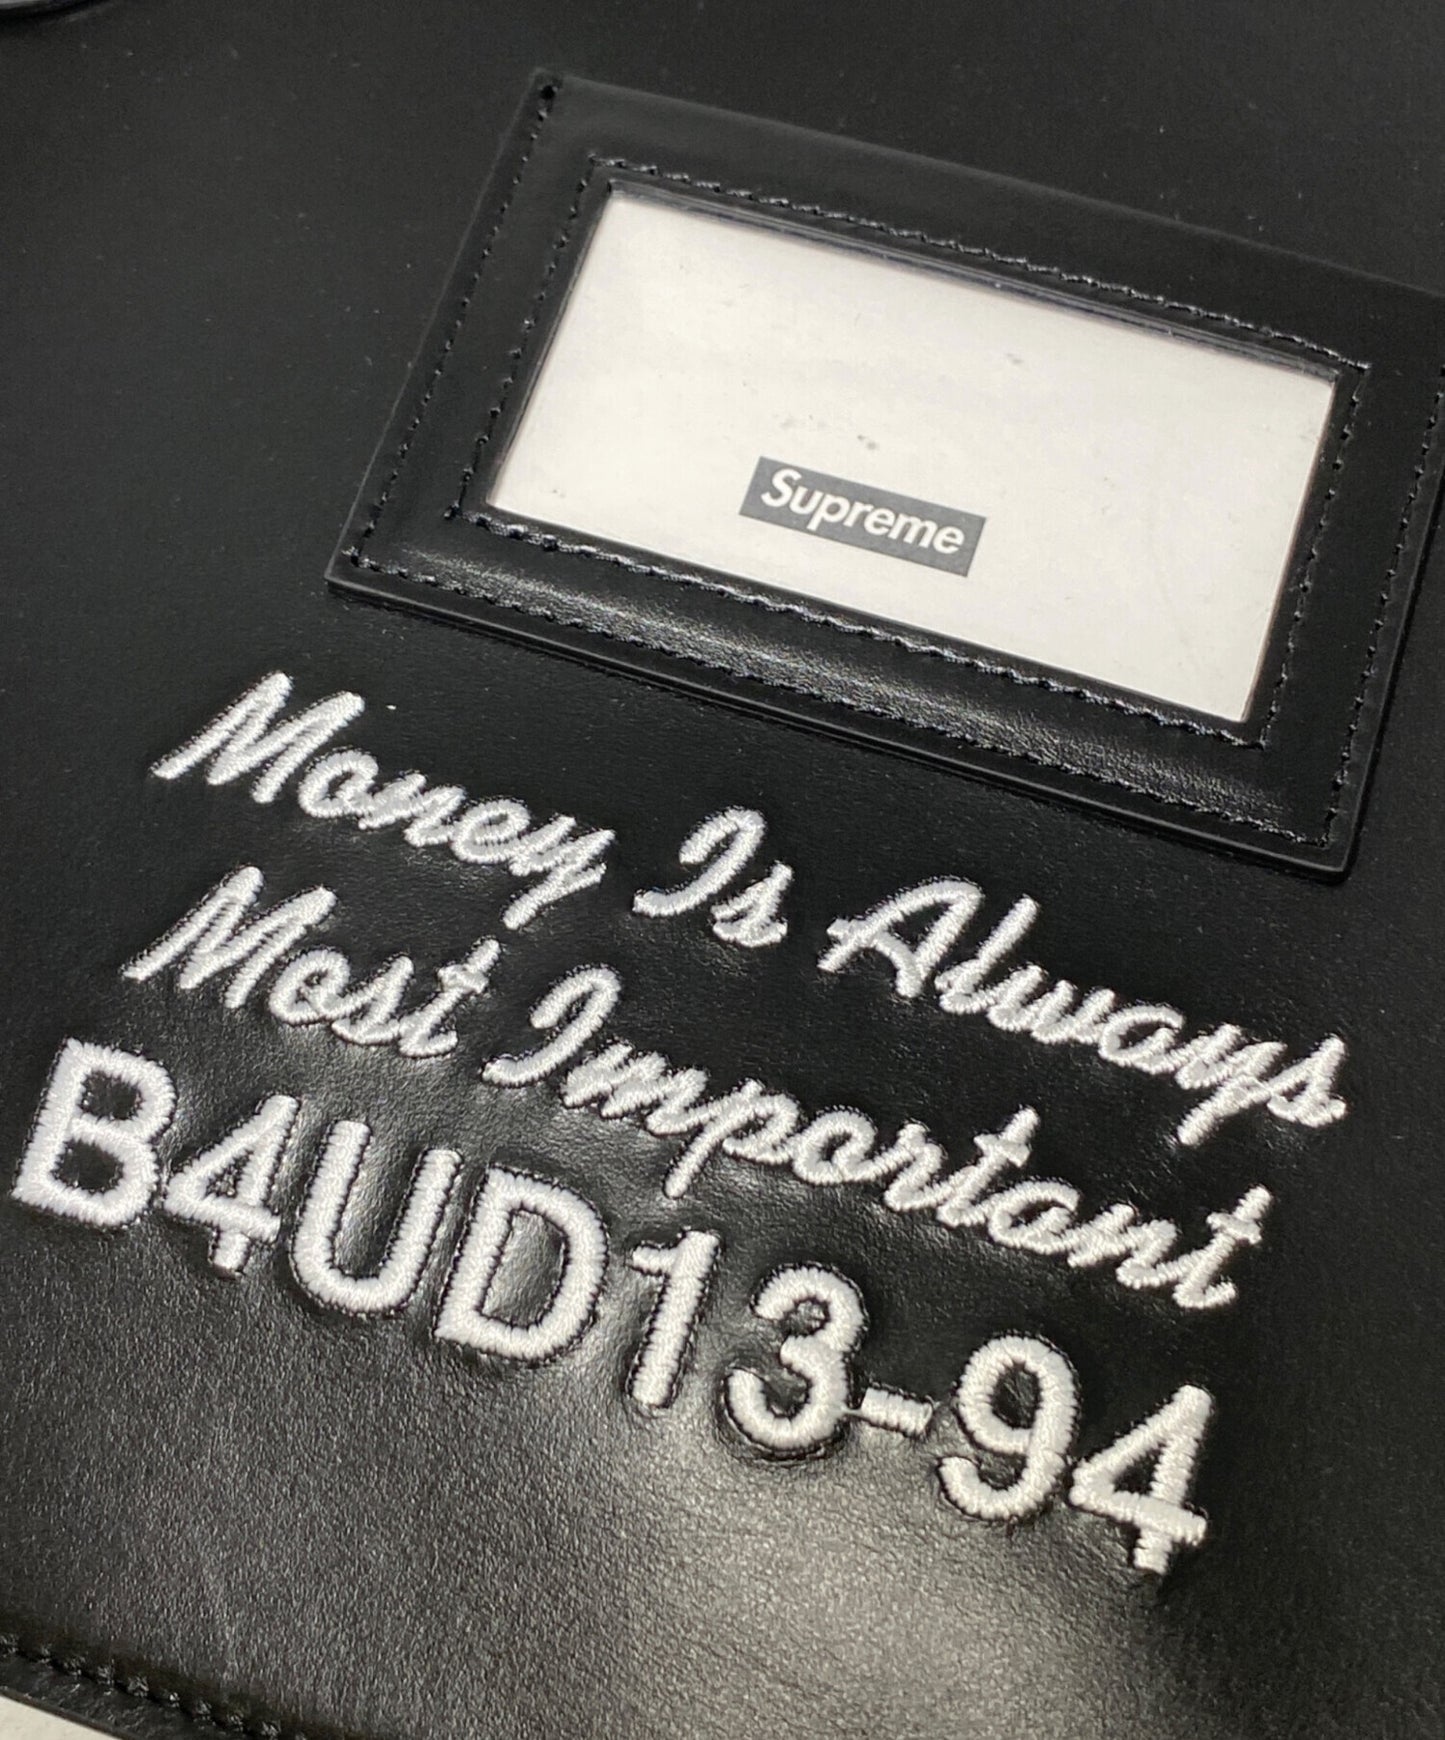 Supreme
Money Is Always
Most Important
B4UD13-94